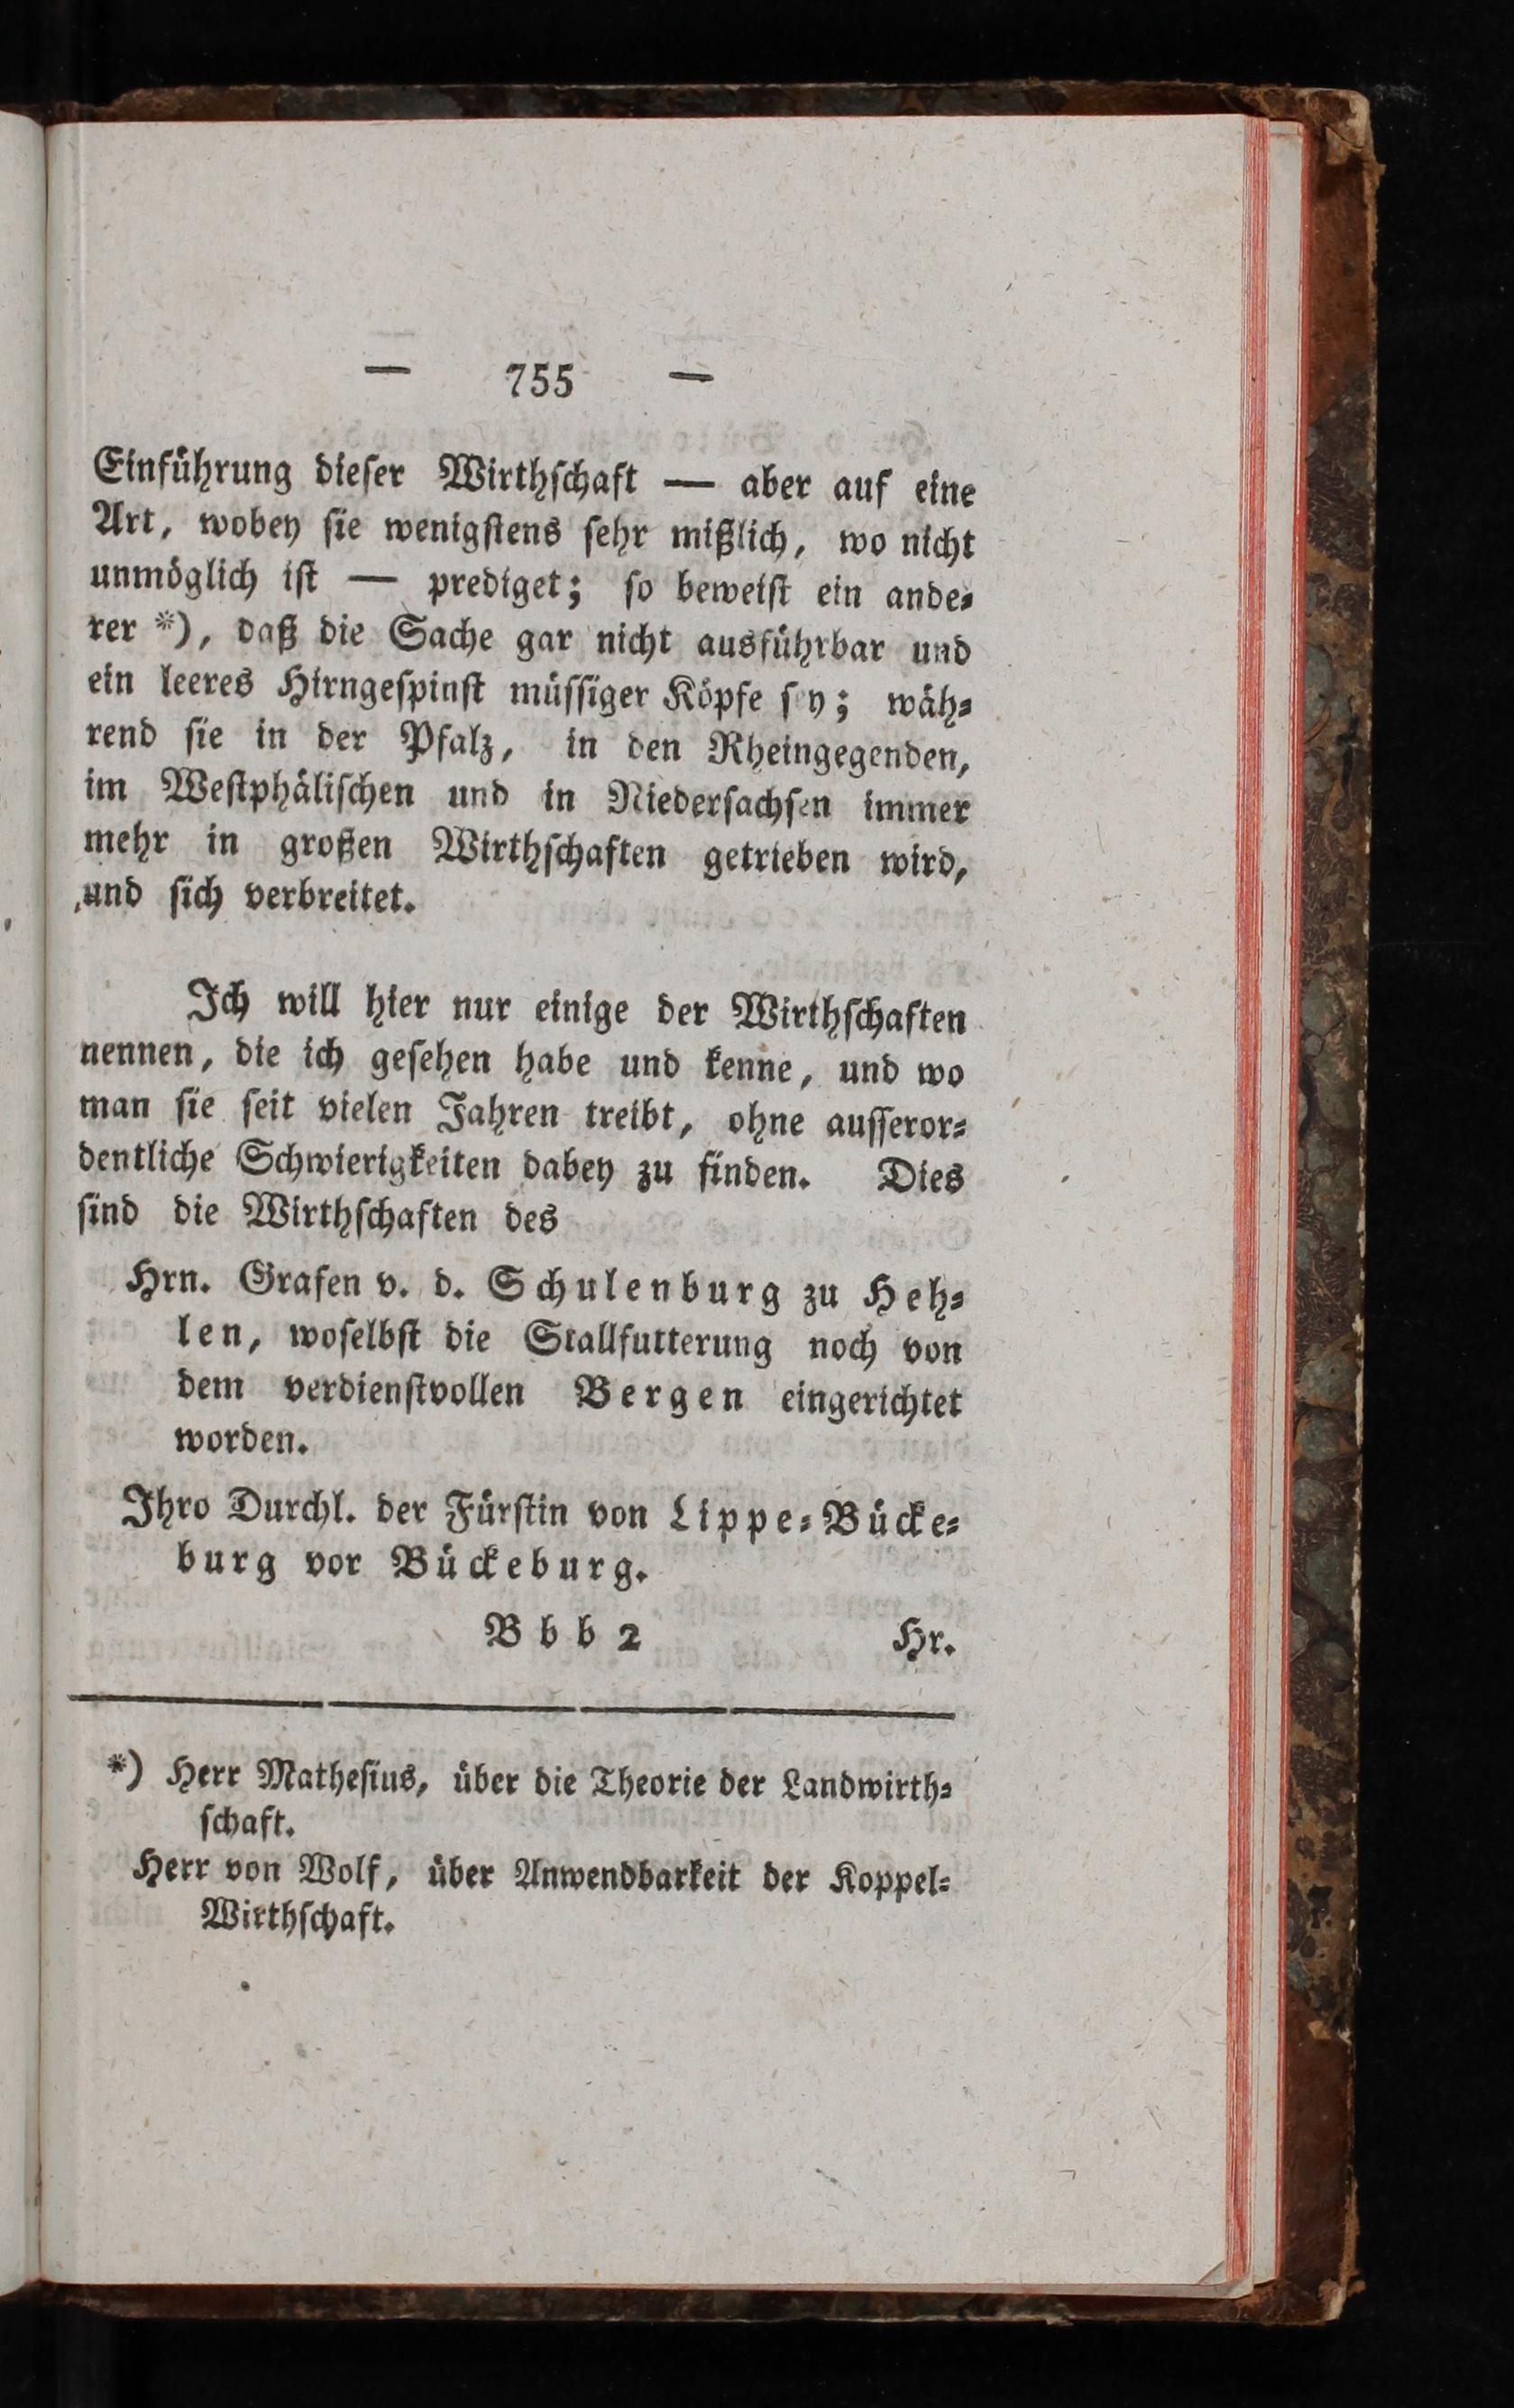 — 755 —
Einführung dieſer Wirthſchaft — aber auf eine
Art, wobey ſie wenigſtens ſehr mißlich, wo nicht
unmöglich iſt — prediget; ſo beweiſt ein ande⸗
rer *), daß die Sache gar nicht ausführbar und
ein leeres Hirngeſpinſt müſſiger Köpfe ſ y; wäh⸗
rend ſie in der Pfalz, in den Rheingegenden,
im Weſtphäliſchen und in Niederſachſen immer
mehr in großen Wirthſchaften getrieben wird,
und ſich verbreitet.
Ich will hier nur einige der Wirthſchaften
nennen, die ich geſehen habe und kenne, und wo
man ſie ſeit vielen Jahren treibt, ohne auſſeror⸗
dentliche Schwierigkeiten dabey zu finden. Dies
ſind die Wirthſchaften des
Hrn. Grafen v. d. Schulenburg zu Heh⸗
len, woſelbſt die Stallfutterung noch von
dem verdienſtvollen Bergen eingerichtet
worden.
Ihro Durchl. der Fürſtin von Lippe⸗Bücke⸗
burg vor Bückeburg.
Bbb 2 Hr.
*) Herr Matheſius, über die Theorie der Landwirth⸗
ſchaft.
Herr von Wolf, über Anwendbarkeit der Koppel⸗
Wirthſchaft.